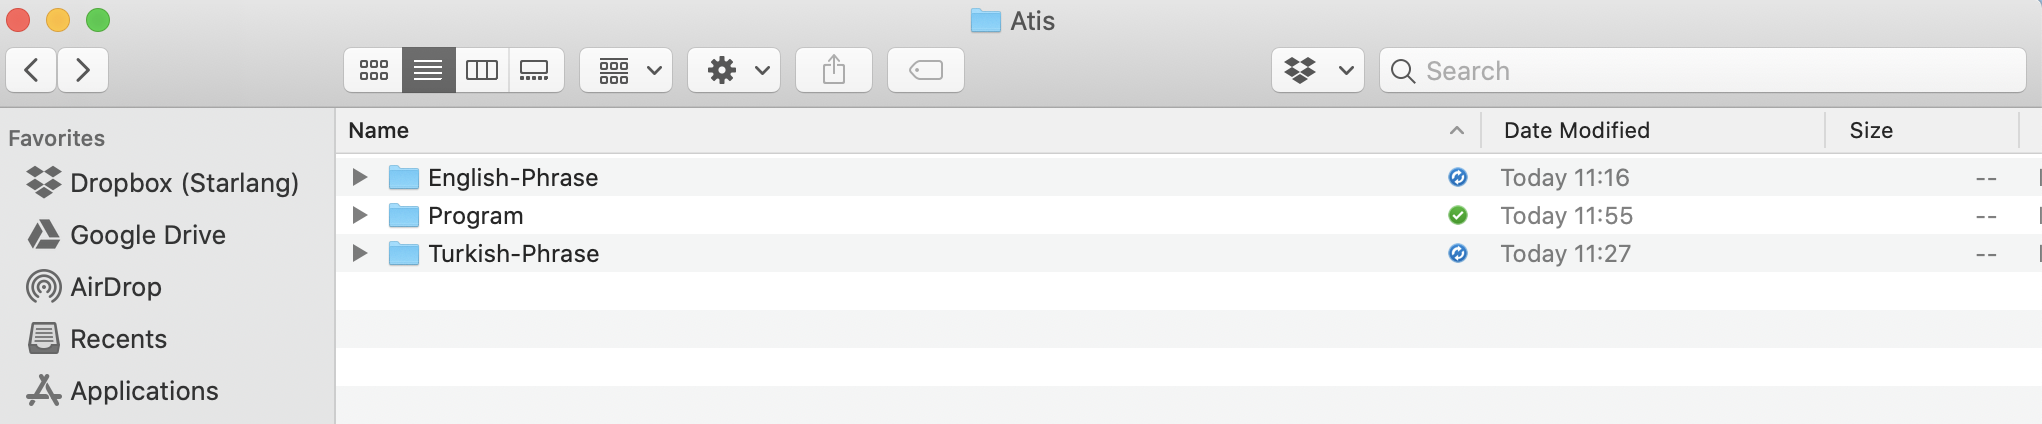 Atis
Search
Favorites
Dropbox (Starlang)
Google Drive
AirDrop
Recents
Applications
Name Date Modified Size
English-Phrase Today 11:16 --
Program Today 11:55 --
Turkish-Phrase Today 11:27 --